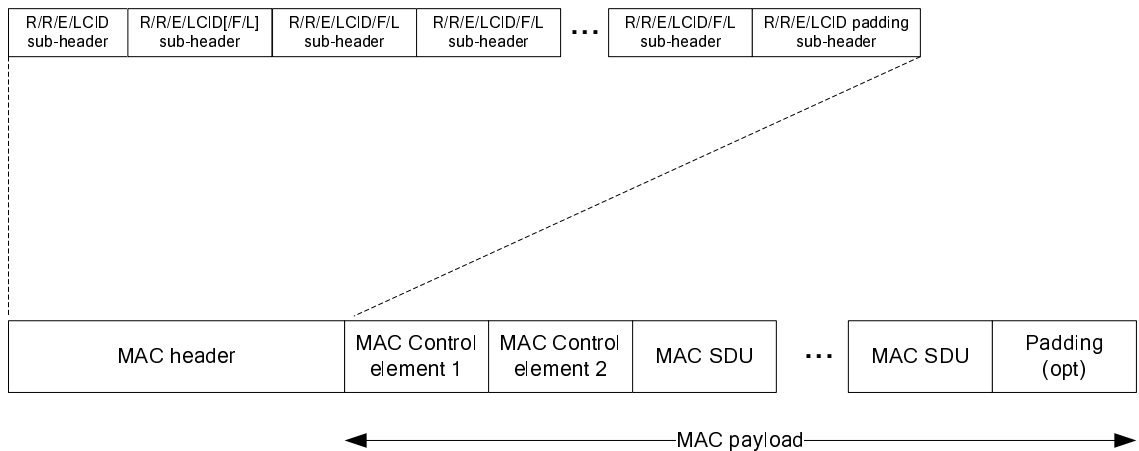 R/R/E/LCID
sub-header
R/R/E/LCID[/F/L]
sub-header
R/R/E/LCID/F/L
sub-header
R/R/E/LCID/F/L
sub-header
...
R/R/E/LCID/F/L
sub-header
R/R/E/LCID padding
sub-header
MAC header
MAC Control
element 1
MAC Control
element 2
MAC SDU
...
MAC SDU
Padding
(opt)
MAC payload